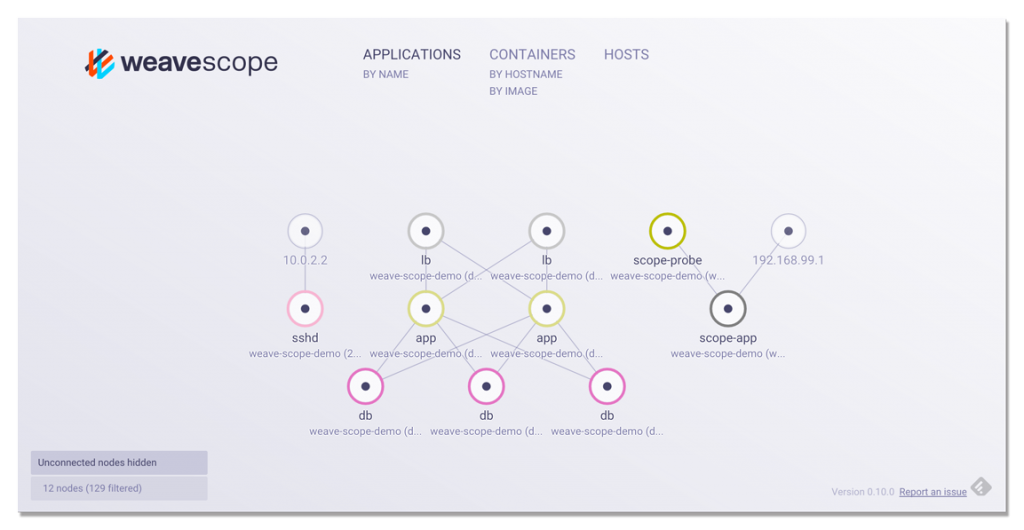 weavescope
APPLICATIONS CONTAINERS HOSTS
BY NAME BY HOSTNAME
BY IMAGE
10.0.2.2 lb lb scope-probe 192.168.99.1
weave-scope-demo (d... weave-scope-demo (d... weave-scope-demo (w...
sshd app app scope-app
weave-scope-demo (2... weave-scope-demo (d... weave-scope-demo (d... weave-scope-demo (w...
db db db
weave-scope-demo (d... weave-scope-demo (d... weave-scope-demo (d...
Unconnected nodes hidden
12 nodes (129 filtered)
Version 0.10.0 Report an issue